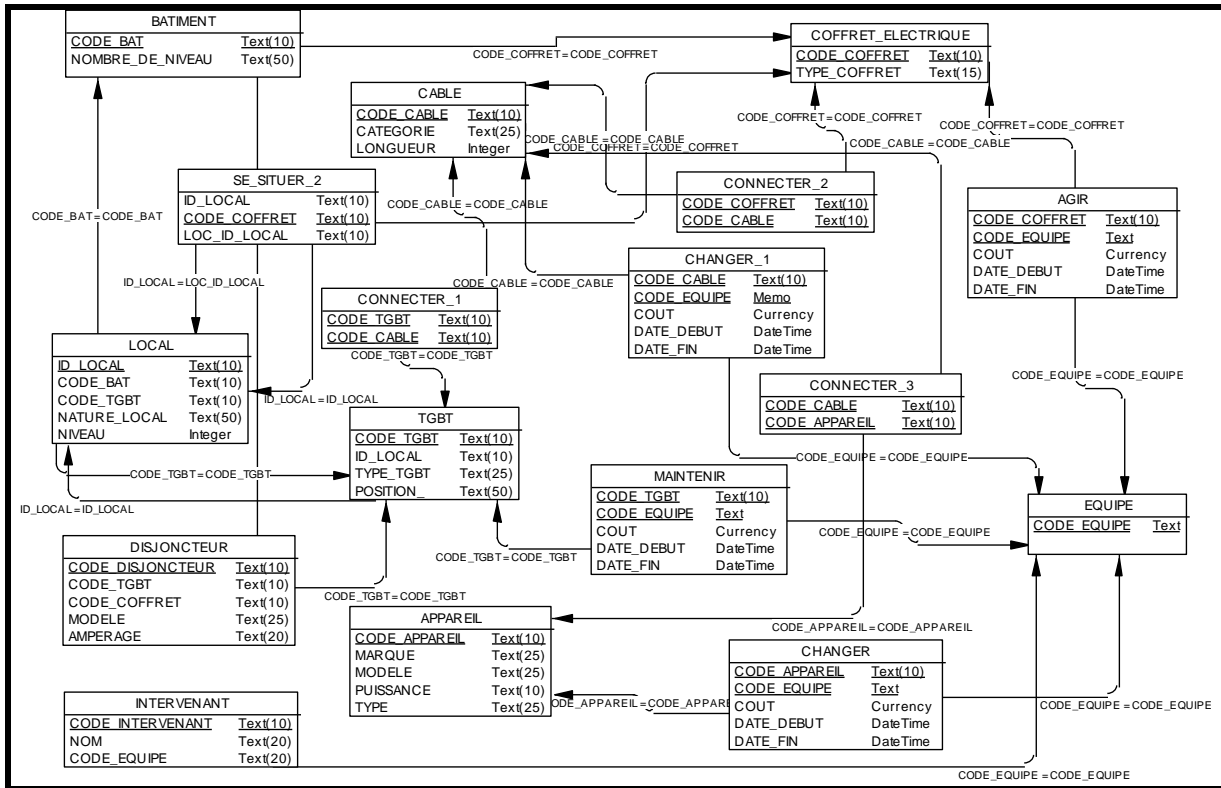 BATIMENT
CODE_BAT Text(10)
NOMBRE_DE_NIVEAU Text(50)
CODE_COFFRET = CODE_COFFRET
COFFRET_ELECTRIQUE
CODE_COFFRET Text(10)
TYPE_COFFRET Text(15)
CABLE
CODE_CABLE Text(10)
CATEGORIE Text(25)
LONGUEUR Integer
CODE_CABLE = CODE_CABLE
CODE_COFFRET = CODE_COFFRET
CODE_COFFRET = CODE_COFFRET
CODE_COFFRET = CODE_COFFRET
CODE_CABLE = CODE_CABLE
SE_SITUER_2
ID_LOCAL Text(10)
CODE_COFFRET Text(10)
LOC_ID_LOCAL Text(10)
CODE_BAT = CODE_BAT
CODE_CABLE = CODE_CABLE
CONNECTER_2
CODE_COFFRET Text(10)
CODE_CABLE Text(10)
AGIR
CODE_COFFRET Text(10)
CODE_EQUIPE Text
COUT Currency
DATE_DEBUT DateTime
DATE_FIN DateTime
ID_LOCAL = LOC_ID_LOCAL
CODE_CABLE = CODE_CABLE
CHANGER_1
CODE_CABLE Text(10)
CODE_EQUIPE Memo
COUT Currency
DATE_DEBUT DateTime
DATE_FIN DateTime
CONNECTER_1
CODE_TGBT Text(10)
CODE_CABLE Text(10)
CODE_TGBT = CODE_TGBT
LOCAL
ID_LOCAL Text(10)
CODE_BAT Text(10)
CODE_TGBT Text(10)
NATURE_LOCAL Text(50)
NIVEAU Integer
ID_LOCAL = ID_LOCAL
CODE_EQUIPE = CODE_EQUIPE
CONNECTER_3
CODE_CABLE Text(10)
CODE_APPAREIL Text(10)
TGBT
CODE_TGBT Text(10)
ID_LOCAL Text(10)
TYPE_TGBT Text(25)
POSITION_ Text(50)
CODE_TGBT = CODE_TGBT
ID_LOCAL = ID_LOCAL
CODE_EQUIPE = CODE_EQUIPE
MAINTENIR
CODE_TGBT Text(10)
CODE_EQUIPE Text
COUT Currency
DATE_DEBUT DateTime
DATE_FIN DateTime
CODE_EQUIPE = CODE_EQUIPE
EQUIPE
CODE_EQUIPE Text
CODE_TGBT = CODE_TGBT
DISJONCTEUR
CODE_DISJONCTEUR Text(10)
CODE_TGBT Text(10)
CODE_COFFRET Text(10)
MODELE Text(25)
AMPERAGE Text(20)
CODE_TGBT = CODE_TGBT
APPAREIL
CODE_APPAREIL Text(10)
MARQUE Text(25)
MODELE Text(25)
PUISSANCE Text(10)
TYPE Text(25)
CODE_APPAREIL = CODE_APPAREIL
CHANGER
CODE_APPAREIL Text(10)
CODE_EQUIPE Text
COUT Currency
DATE_DEBUT DateTime
DATE_FIN DateTime
CODE_EQUIPE = CODE_EQUIPE
INTERVENANT
CODE_INTERVENANT Text(10)
NOM Text(20)
CODE_EQUIPE Text(20)
CODE_EQUIPE = CODE_EQUIPE